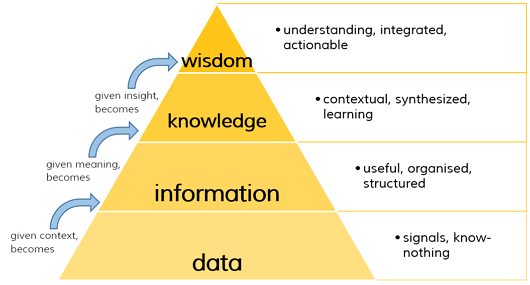 • understanding, integrated,
actionable
wisdom
given insight,
becomes
• contextual, synthesized,
learning
knowledge
given meaning,
becomes
• useful, organised,
structured
information
given context,
becomes
• signals, know-
nothing
data